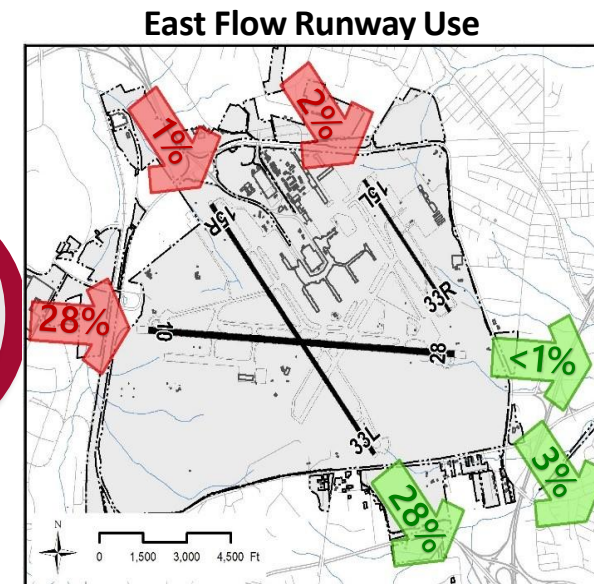 East Flow Runway Use
1%
2%
15R
15L
28%
10
33R
28
<1%
33L
3%
28%
N
0 1,500 3,000 4,500 Ft